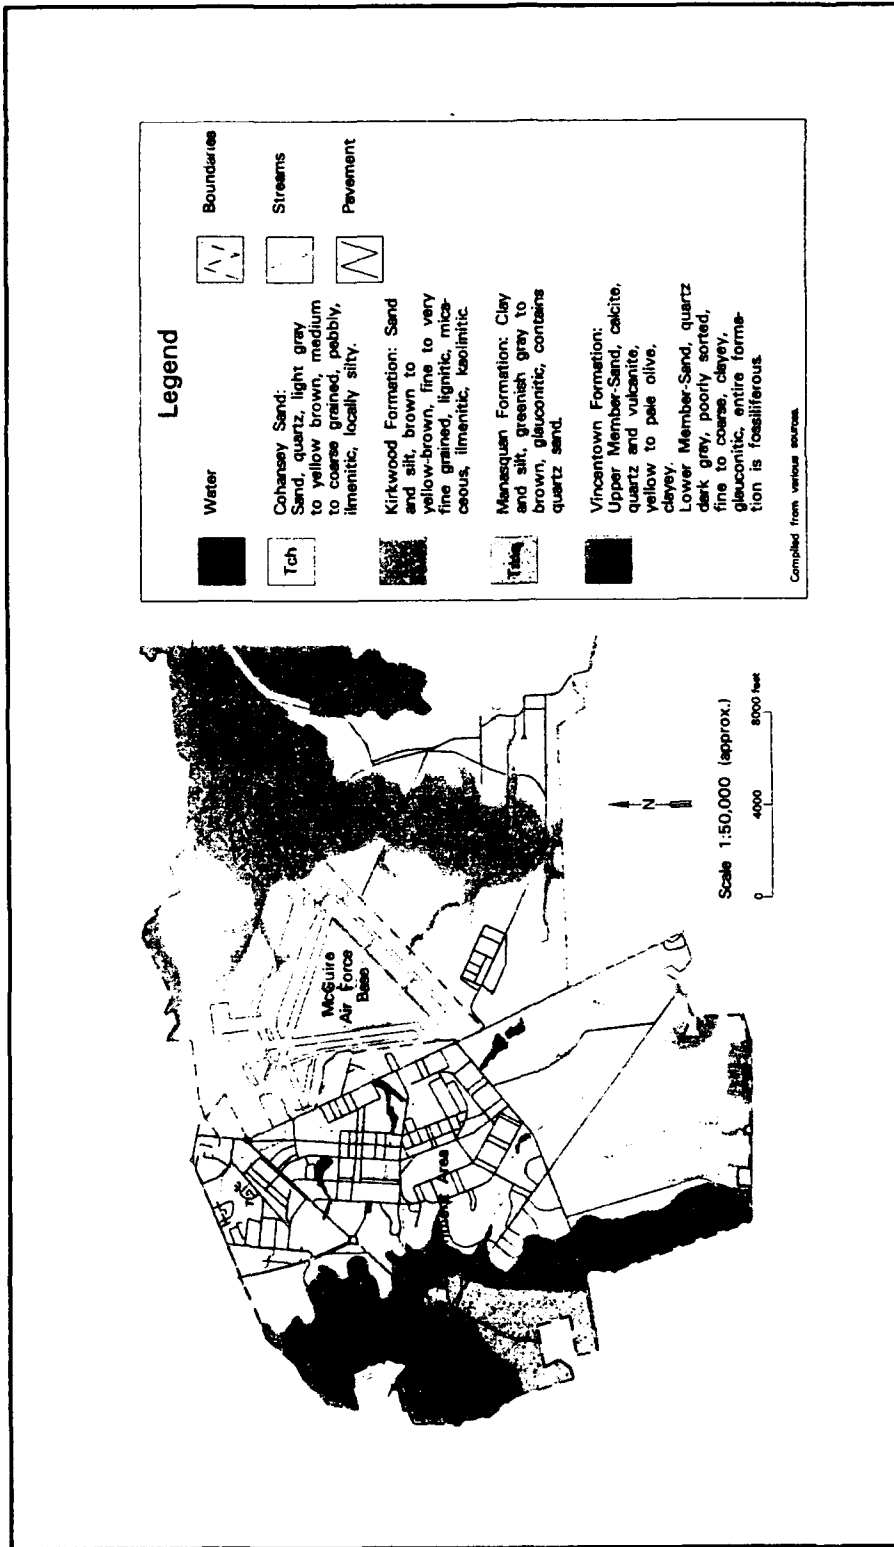 Legend
Water
Tch
Cohansey Sand:
Sand, quartz, light gray
to yellow brown, medium
to coarse grained, pebbly,
ilmenitic, locally silty.
Kirkwood Formation: Sand
and silt, brown to
yellow-brown, fine to very
fine grained, lignitic, mica-
ceous, ilmenitic, kaolinitic
Manasquan Formation: Clay
and silt, greenish gray to
brown, glauconitic, contains
quartz sand.
Vincentown Formation:
Upper Member-Sand, calcite,
quartz and vulcanite,
yellow to pale olive,
clayey.
Lower Member-Sand, quartz
dark gray, poorly sorted,
fine to coarse, clayey,
glauconitic, entire forma-
tion is fossiliferous.
Boundaries
Streams
Pavement
Compiled from various sources.
McGuire
Air Force
Base
Area
N
Scale 1:50,000 (approx.)
0 4000 8000 feet